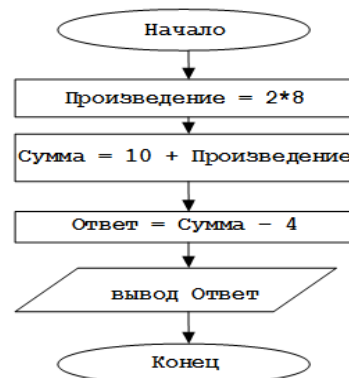 Начало
Произведение = 2*8
Сумма = 10 + Произведение
Ответ = Сумма − 4
вывод Ответ
Конец